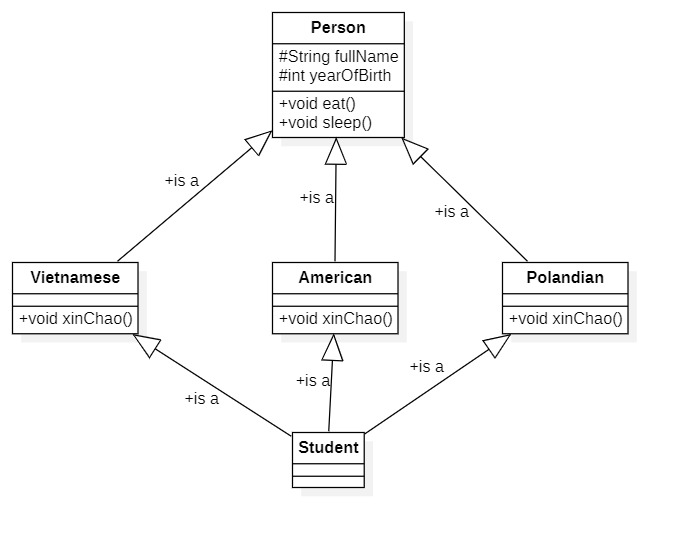 Person
#String fullName
#int yearOfBirth
+void eat()
+void sleep()
+is a
+is a
+is a
Vietnamese
+void xinChao()
American
+void xinChao()
Polandian
+void xinChao()
+is a
+is a
+is a
Student